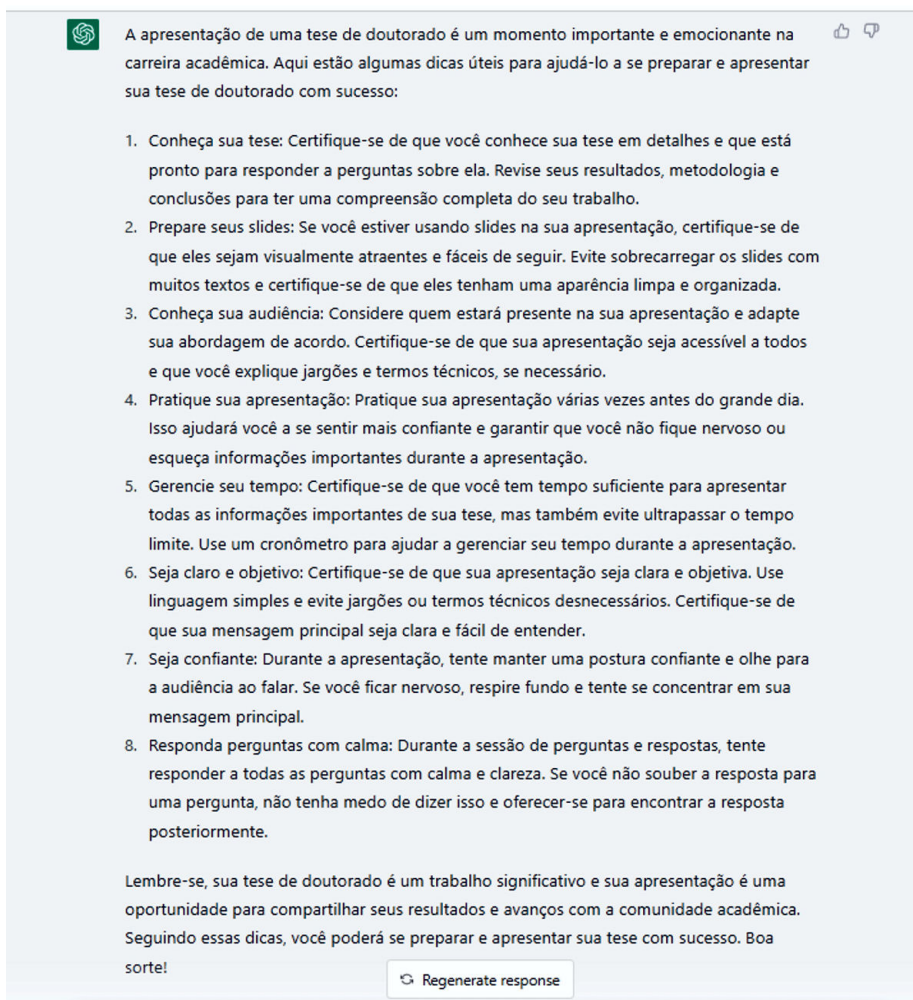 A apresentação de uma tese de doutorado é um momento importante e emocionante na
carreira acadêmica. Aqui estão algumas dicas úteis para ajudá-lo a se preparar e apresentar
sua tese de doutorado com sucesso:
1. Conheça sua tese: Certifique-se de que você conhece sua tese em detalhes e que está
pronto para responder a perguntas sobre ela. Revise seus resultados, metodologia e
conclusões para ter uma compreensão completa do seu trabalho.
2. Prepare seus slides: Se você estiver usando slides na sua apresentação, certifique-se de
que eles sejam visualmente atraentes e fáceis de seguir. Evite sobrecarregar os slides com
muitos textos e certifique-se de que eles tenham uma aparência limpa e organizada.
3. Conheça sua audiência: Considere quem estará presente na sua apresentação e adapte
sua abordagem de acordo. Certifique-se de que sua apresentação seja acessível a todos
e que você explique jargões e termos técnicos, se necessário.
4. Pratique sua apresentação: Pratique sua apresentação várias vezes antes do grande dia.
Isso ajudará você a se sentir mais confiante e garantir que você não fique nervoso ou
esqueça informações importantes durante a apresentação.
5. Gerencie seu tempo: Certifique-se de que você tem tempo suficiente para apresentar
todas as informações importantes de sua tese, mas também evite ultrapassar o tempo
limite. Use um cronômetro para ajudar a gerenciar seu tempo durante a apresentação.
6. Seja claro e objetivo: Certifique-se de que sua apresentação seja clara e objetiva. Use
linguagem simples e evite jargões ou termos técnicos desnecessários. Certifique-se de
que sua mensagem principal seja clara e fácil de entender.
7. Seja confiante: Durante a apresentação, tente manter uma postura confiante e olhe para
a audiência ao falar. Se você ficar nervoso, respire fundo e tente se concentrar em sua
mensagem principal.
8. Responda perguntas com calma: Durante a sessão de perguntas e respostas, tente
responder a todas as perguntas com calma e clareza. Se você não souber a resposta para
uma pergunta, não tenha medo de dizer isso e oferecer-se para encontrar a resposta
posteriormente.
Lembre-se, sua tese de doutorado é um trabalho significativo e sua apresentação é uma
oportunidade para compartilhar seus resultados e avanços com a comunidade acadêmica.
Seguindo essas dicas, você poderá se preparar e apresentar sua tese com sucesso. Boa
sorte!
Regenerate response